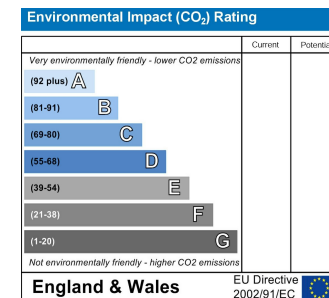 Environmental Impact (CO₂) Rating
Current Potentia
Very environmentally friendly - lower CO2 emissions
(92 plus) A
(81-91) B
(69-80) C
(55-68) D
(39-54) E
(21-38) F
(1-20) G
Not environmentally friendly - higher CO2 emissions
England & Wales
EU Directive
2002/91/EC